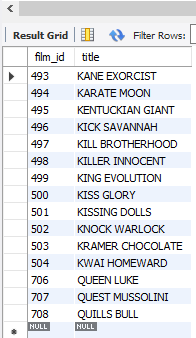 Result Grid Filter Rows:
film_id title
493 KANE EXORCIST
494 KARATE MOON
495 KENTUCKIAN GIANT
496 KICK SAVANNAH
497 KILL BROTHERHOOD
498 KILLER INNOCENT
499 KING EVOLUTION
500 KISS GLORY
501 KISSING DOLLS
502 KNOCK WARLOCK
503 KRAMER CHOCOLATE
504 KWAI HOMEWARD
706 QUEEN LUKE
707 QUEST MUSSOLINI
708 QUILLS BULL
NULL NULL